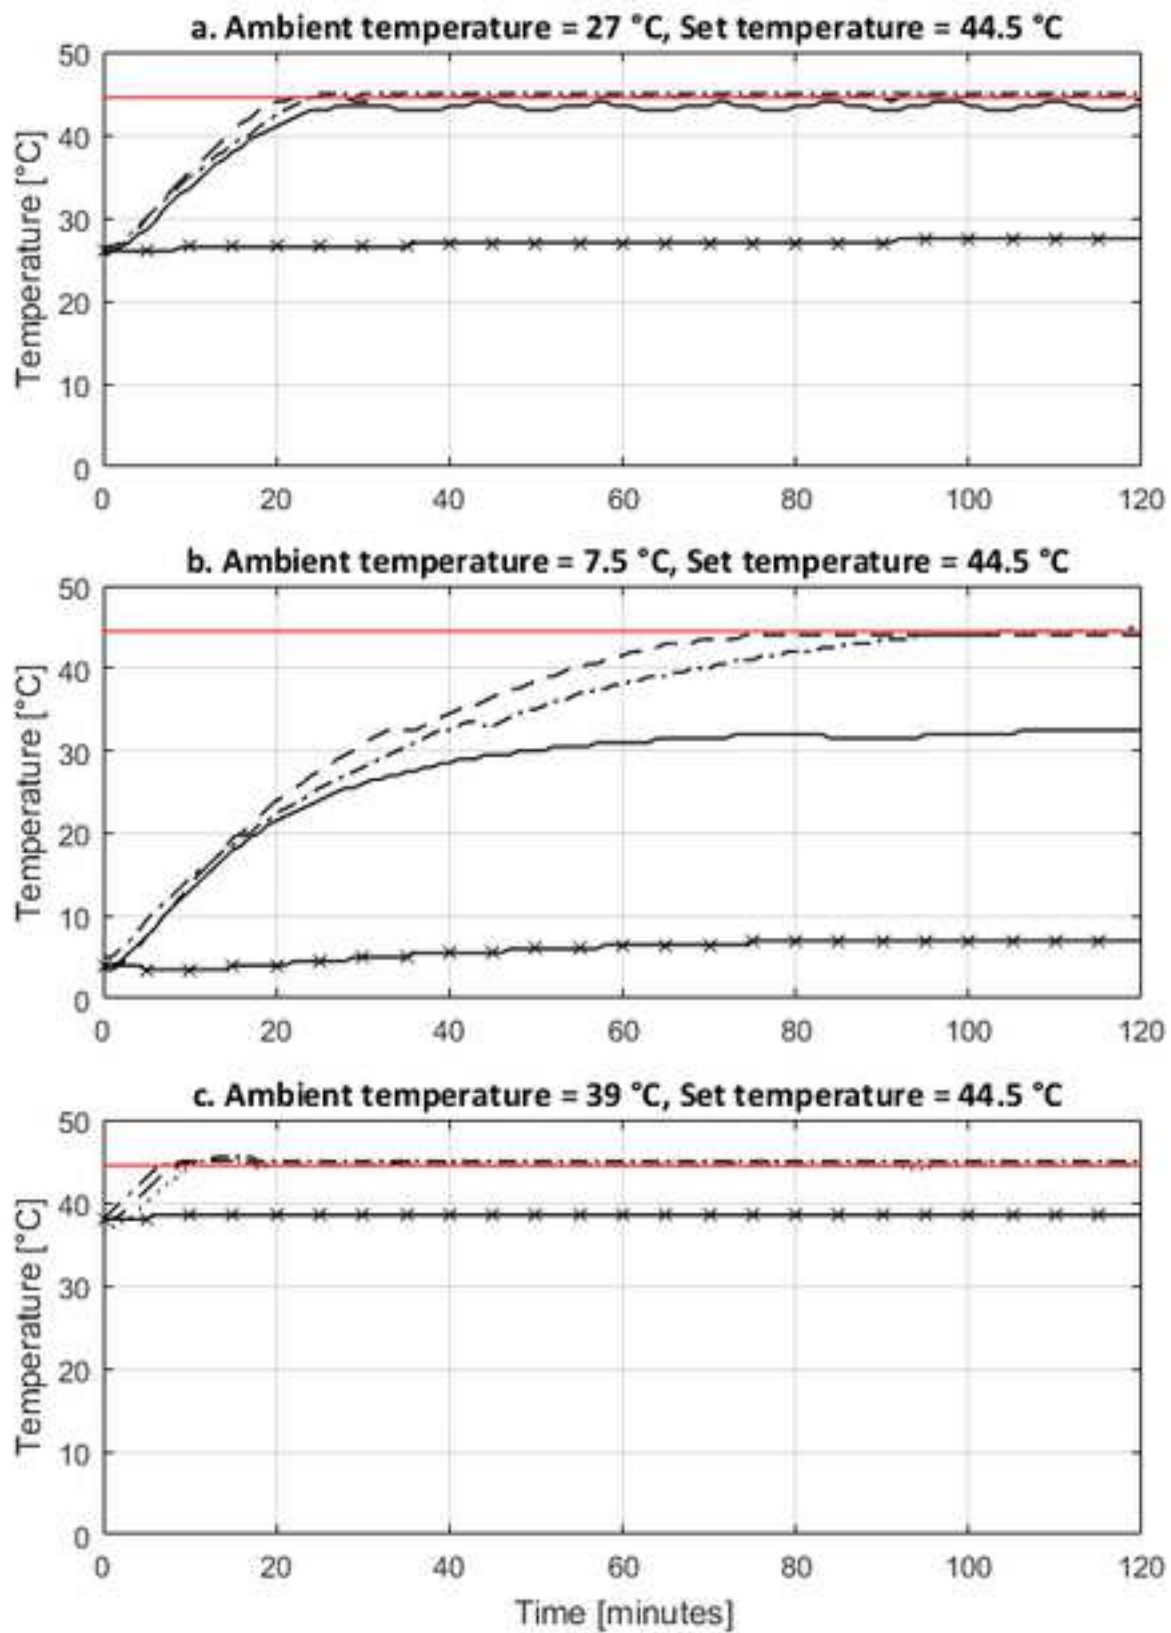 a. Ambient temperature = 27 °C, Set temperature = 44.5 °C
50
40
30
20
10
0
Temperature [°C]
0 20 40 60 80 100 120
b. Ambient temperature = 7.5 °C, Set temperature = 44.5 °C
50
40
30
20
10
0
Temperature [°C]
0 20 40 60 80 100 120
c. Ambient temperature = 39 °C, Set temperature = 44.5 °C
50
40
30
20
10
0
Temperature [°C]
0 20 40 60 80 100 120
Time [minutes]